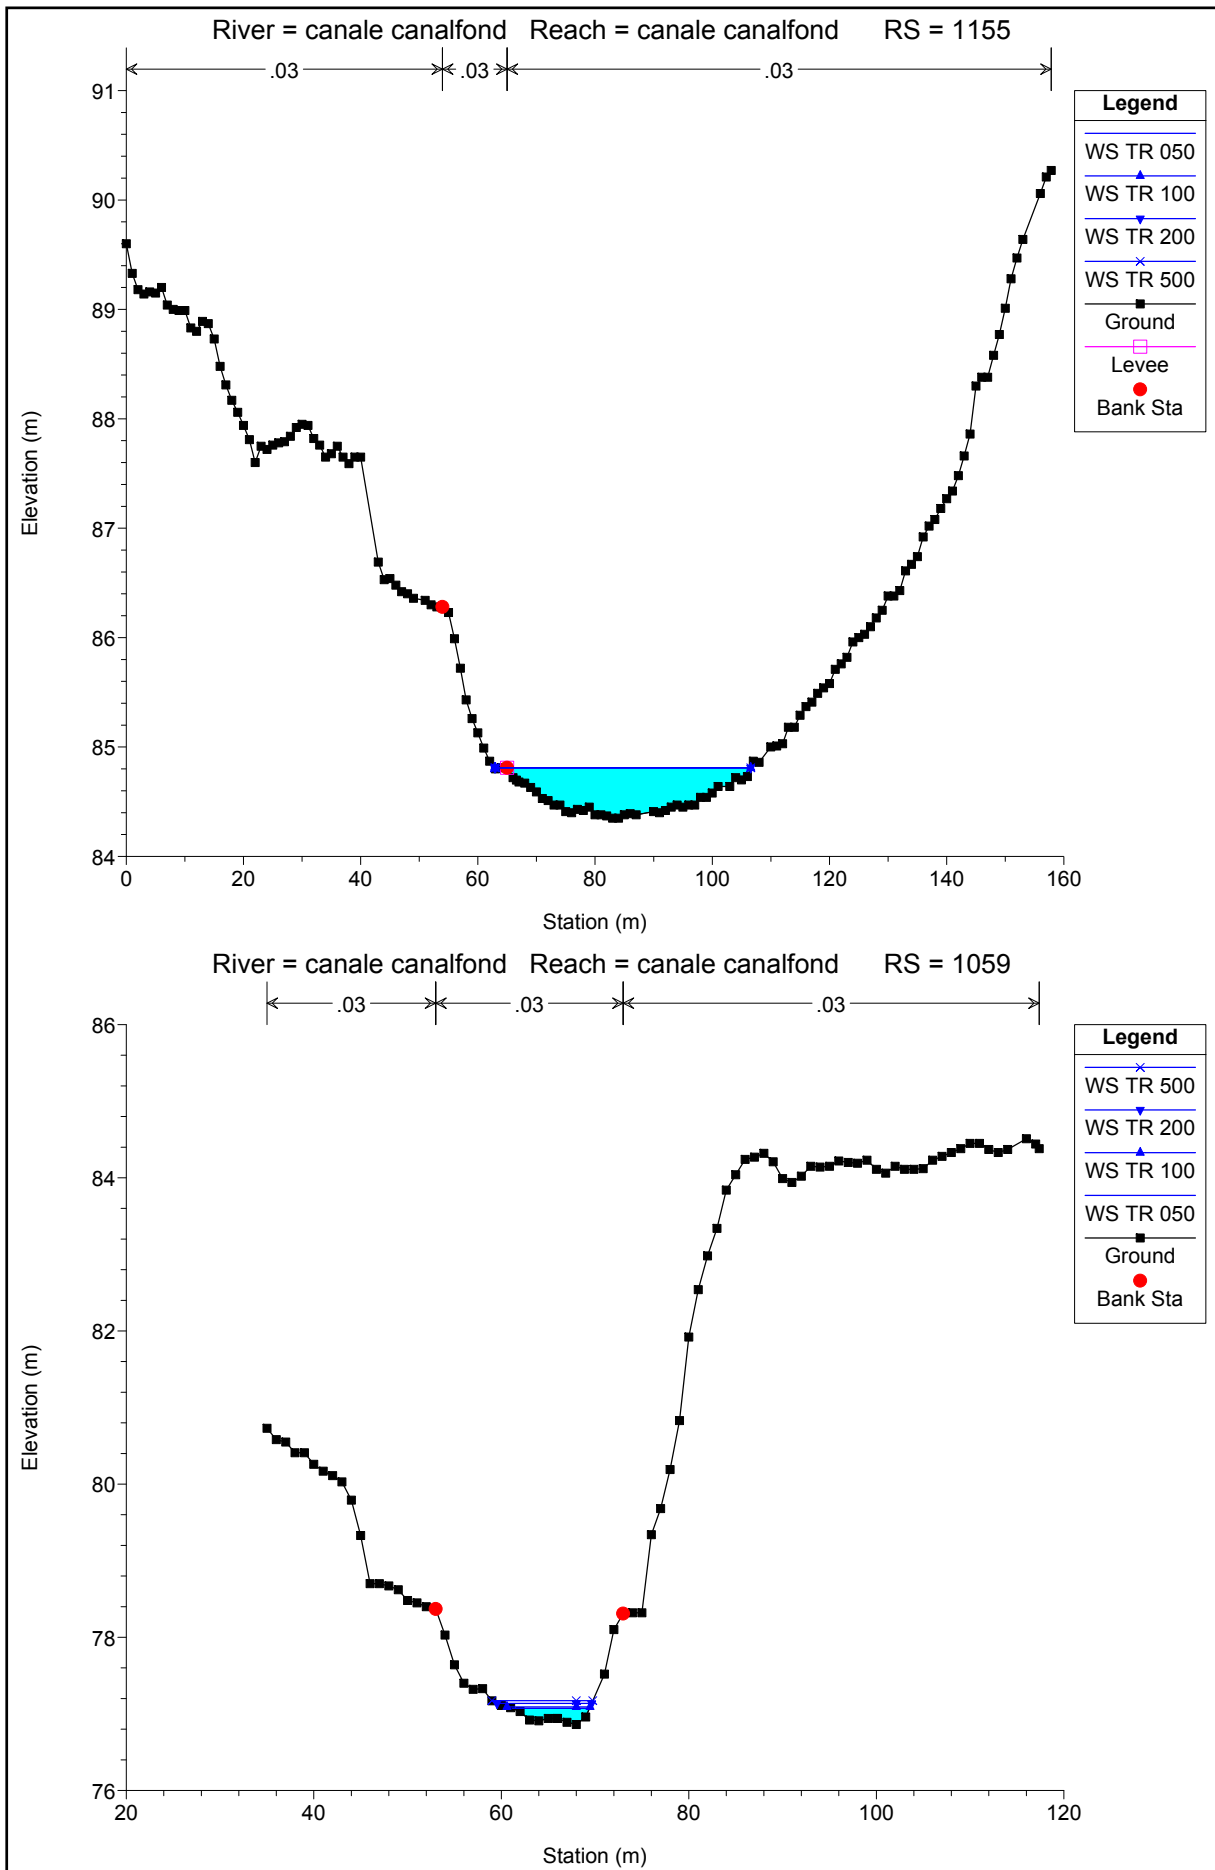 River = canale canalfond   Reach = canale canalfond      RS = 1155
.03   .03   .03
91
90
89
88
87
86
85
84
Elevation (m)
0   20   40   60   80   100   120   140   160
Station (m)
Legend
WS TR 050
WS TR 100
WS TR 200
WS TR 500
Ground
Levee
Bank Sta
River = canale canalfond   Reach = canale canalfond      RS = 1059
.03   .03   .03
86
84
82
80
78
76
Elevation (m)
20   40   60   80   100   120
Station (m)
Legend
WS TR 500
WS TR 200
WS TR 100
WS TR 050
Ground
Bank Sta